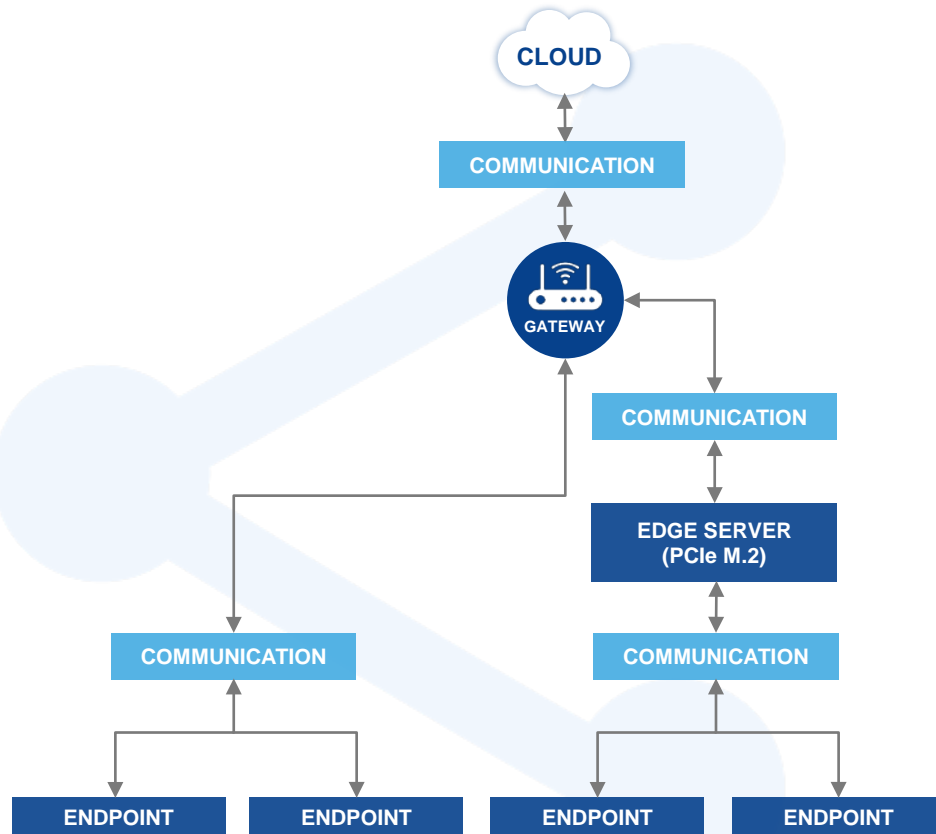 CLOUD
COMMUNICATION
GATEWAY
COMMUNICATION
EDGE SERVER
(PCIe M.2)
COMMUNICATION
COMMUNICATION
ENDPOINT
ENDPOINT
ENDPOINT
ENDPOINT